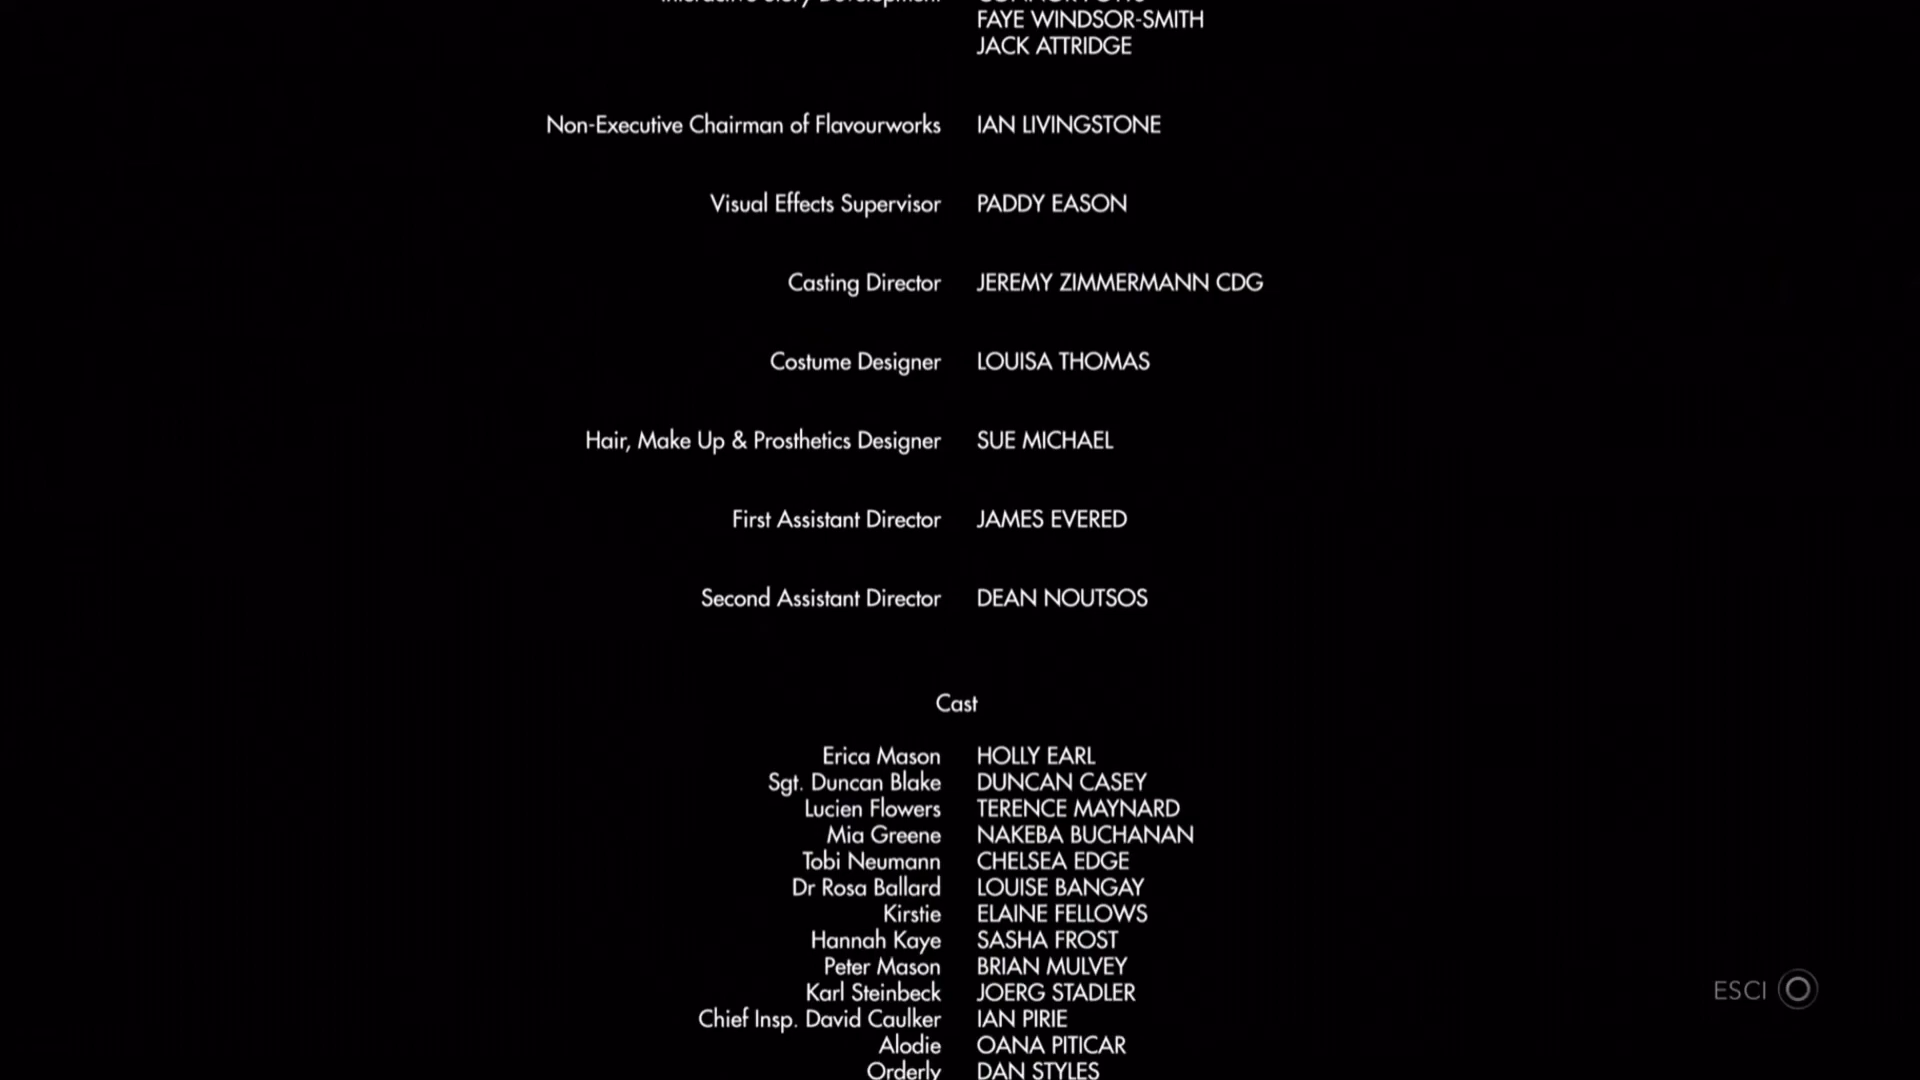 Interactive Story Development
FAYE WINDSOR-SMITH
JACK ATTRIDGE
Non-Executive Chairman of Flavourworks IAN LIVINGSTONE
Visual Effects Supervisor PADDY EASON
Casting Director JEREMY ZIMMERMANN CDG
Costume Designer LOUISA THOMAS
Hair, Make Up & Prosthetics Designer SUE MICHAEL
First Assistant Director JAMES EVERED
Second Assistant Director DEAN NOUTSOS
Cast
Erica Mason HOLLY EARL
Sgt. Duncan Blake DUNCAN CASEY
Lucien Flowers TERENCE MAYNARD
Mia Greene NAKEBA BUCHANAN
Tobi Neumann CHELSEA EDGE
Dr Rosa Ballard LOUISE BANGAY
Kirstie ELAINE FELLOWS
Hannah Kaye SASHA FROST
Peter Mason BRIAN MULVEY
Karl Steinbeck JOERG STADLER
Chief Insp. David Caulker IAN PIRIE
Alodie OANA PITICAR
Orderly DAN STYLES
ESCI